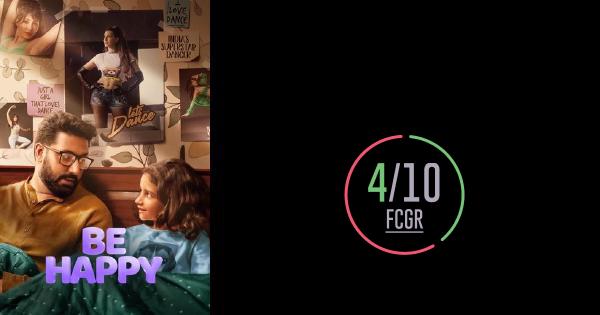 I
LOVE
DANCE
INDIA'S
SUPERSTAR
DANCER
JUST A
GIRL
THAT LOVES
DANCE
let's
Dance
BE
HAPPY
4/10
FCGR